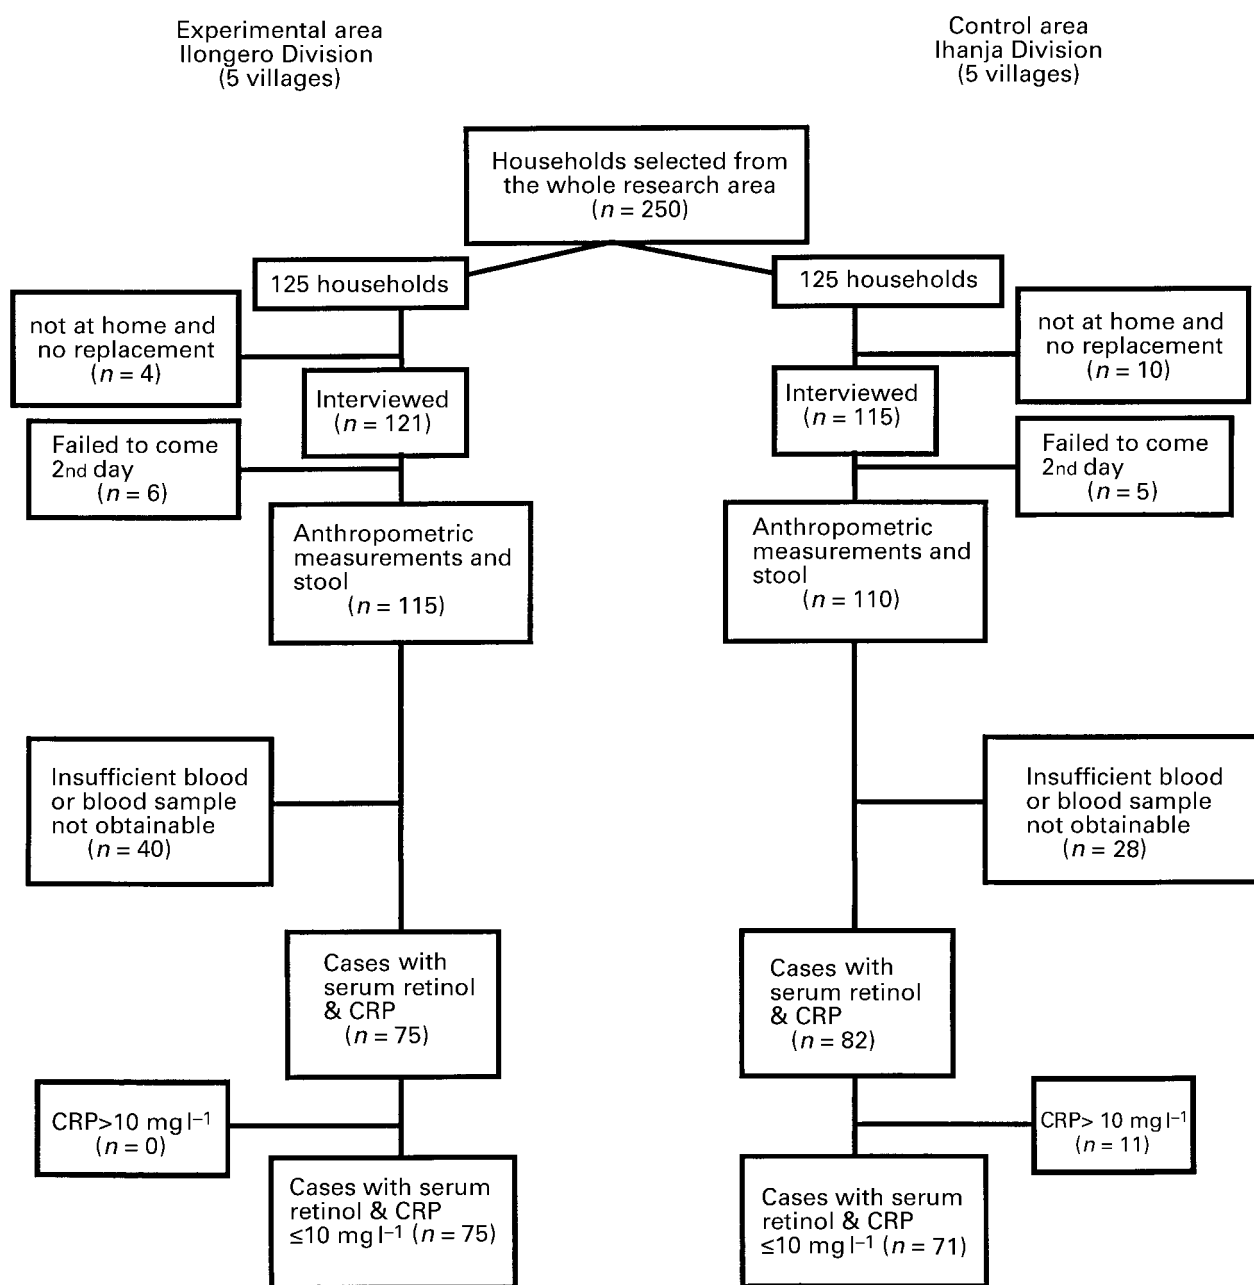 Experimental area
Ilongero Division
(5 villages)
Control area
Ihanja Division
(5 villages)
Households selected from
the whole research area
(n = 250)
125 households
125 households
not at home and
no replacement
(n = 4)
not at home and
no replacement
(n = 10)
Interviewed
(n = 121)
Interviewed
(n = 115)
Failed to come
2nd day
(n = 6)
Failed to come
2nd day
(n = 5)
Anthropometric
measurements and
stool
(n = 115)
Anthropometric
measurements and
stool
(n = 110)
Insufficient blood
or blood sample
not obtainable
(n = 40)
Insufficient blood
or blood sample
not obtainable
(n = 28)
Cases with
serum retinol
& CRP
(n = 75)
Cases with
serum retinol
& CRP
(n = 82)
CRP>10 mg l⁻¹
(n = 0)
CRP> 10 mg l⁻¹
(n = 11)
Cases with serum
retinol & CRP
≤10 mg l⁻¹ (n = 75)
Cases with serum
retinol & CRP
≤10 mg l⁻¹ (n = 71)